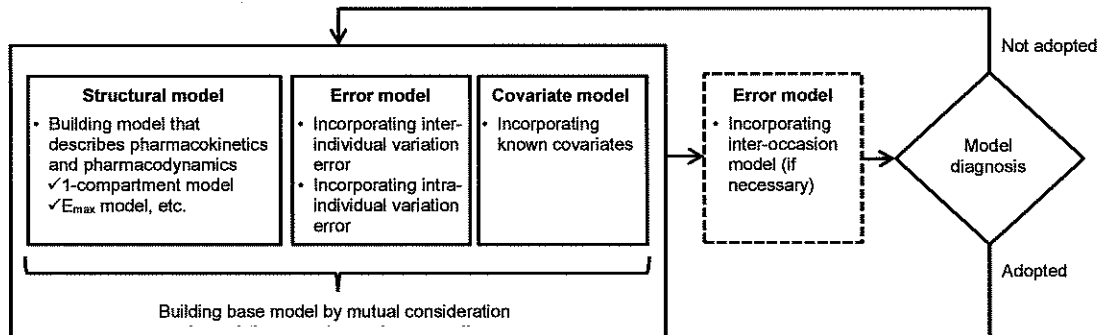 Not adopted
Structural model
• Building model that
describes pharmacokinetics
and pharmacodynamics
✓1-compartment model
✓Emax model, etc.
Error model
• Incorporating inter-
individual variation
error
• Incorporating intra-
individual variation
error
Covariate model
• Incorporating
known covariates
Error model
• Incorporating
inter-occasion
model (if
necessary)
Model
diagnosis
Adopted
Building base model by mutual consideration